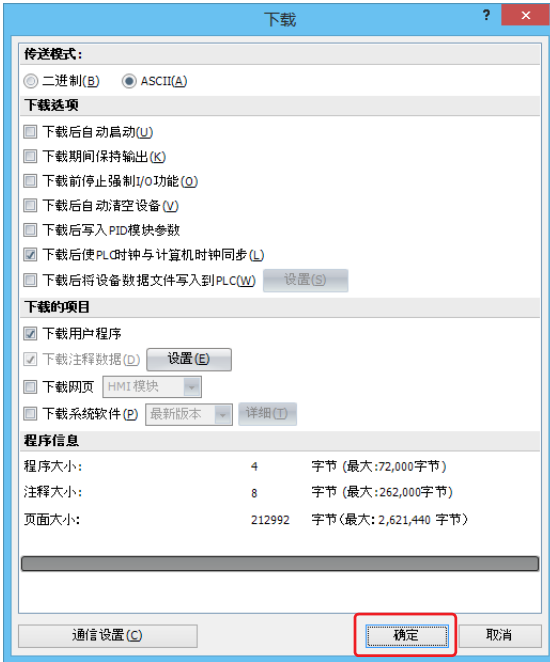 下载 ? ×
传送模式:
二进制(B) ASCII(A)
下载选项
下载后自动启动(U)
下载期间保持输出(K)
下载前停止强制I/O功能(O)
下载后自动清空设备(V)
下载后写入PID模块参数
下载后使PLC时钟与计算机时钟同步(L)
下载后将设备数据文件写入到PLC(W) 设置(S)
下载的项目
下载用户程序
下载注释数据(D) 设置(E)
下载网页 HMI模块
下载系统软件(P) 最新版本 详细(T)
程序信息
程序大小: 4 字节 (最大:72,000字节)
注释大小: 8 字节 (最大:262,000字节)
页面大小: 212992 字节(最大: 2,621,440 字节)
通信设置(C) 确定 取消